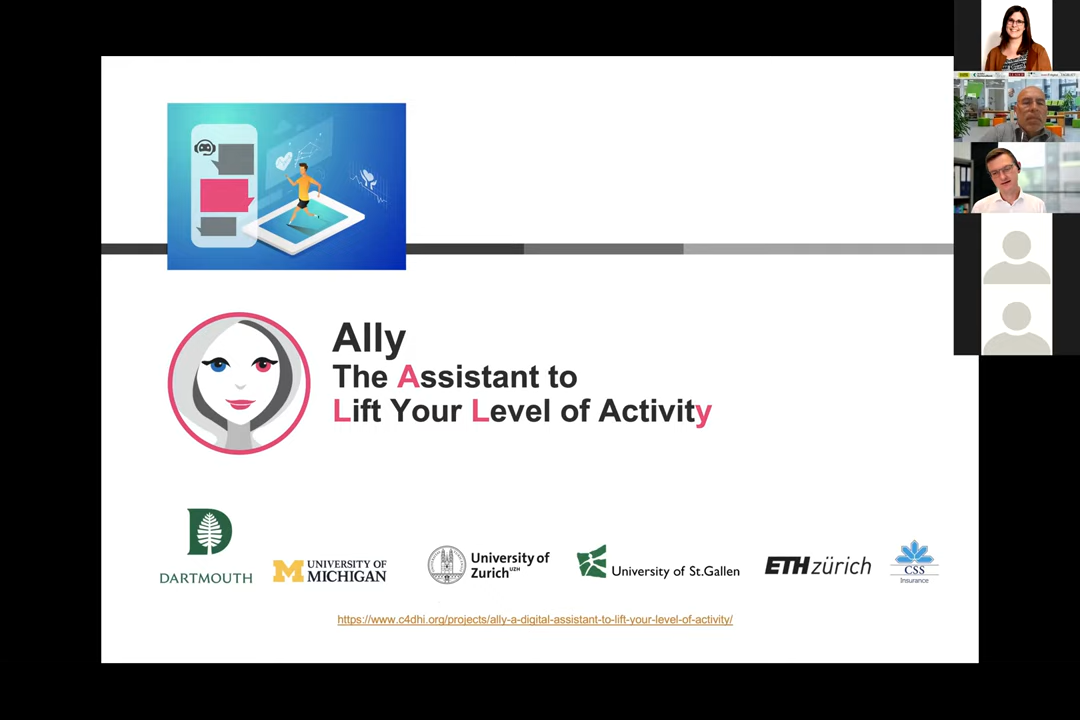 Ally
The Assistant to
Lift Your Level of Activity
DARTMOUTH
UNIVERSITY OF
MICHIGAN
University of
Zurich UZH
University of St.Gallen
ETH zürich
CSS
Insurance
https://www.c4dhi.org/projects/ally-a-digital-assistant-to-lift-your-level-of-activity/